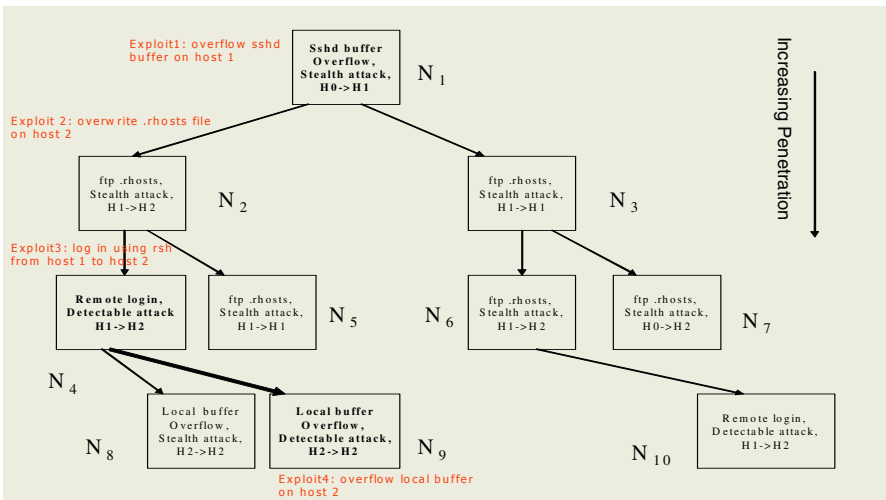 Exploit1: overflow sshd
buffer on host 1
Sshd buffer
Overflow,
Stealth attack,
H0->H1
N 1
Increasing Penetration
Exploit 2: overwrite .rhosts file
on host 2
ftp .rhosts,
Stealth attack,
H1->H2
N 2
ftp .rhosts,
Stealth attack,
H1->H1
N 3
Exploit3: log in using rsh
from host 1 to host 2
Remote login,
Detectable attack
H1->H2
N 4
ftp .rhosts,
Stealth attack,
H1->H1
N 5
N 6
ftp .rhosts,
Stealth attack,
H1->H2
ftp .rhosts,
Stealth attack,
H0->H2
N 7
N 8
Local buffer
Overflow,
Stealth attack,
H2->H2
Local buffer
Overflow,
Detectable attack,
H2->H2
N 9
Exploit4: overflow local buffer
on host 2
N 10
Remote login,
Detectable attack,
H1->H2